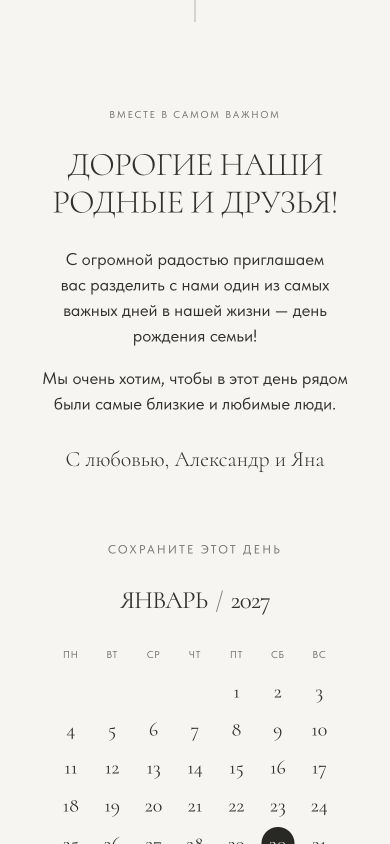 ВМЕСТЕ В САМОМ ВАЖНОМ
ДОРОГИЕ НАШИ
РОДНЫЕ И ДРУЗЬЯ!
С огромной радостью приглашаем
вас разделить с нами один из самых
важных дней в нашей жизни — день
рождения семьи!
Мы очень хотим, чтобы в этот день рядом
были самые близкие и любимые люди.
С любовью, Александр и Яна
СОХРАНИТЕ ЭТОТ ДЕНЬ
ЯНВАРЬ / 2027
ПН ВТ СР ЧТ ПТ СБ ВС
1 2 3
4 5 6 7 8 9 10
11 12 13 14 15 16 17
18 19 20 21 22 23 24